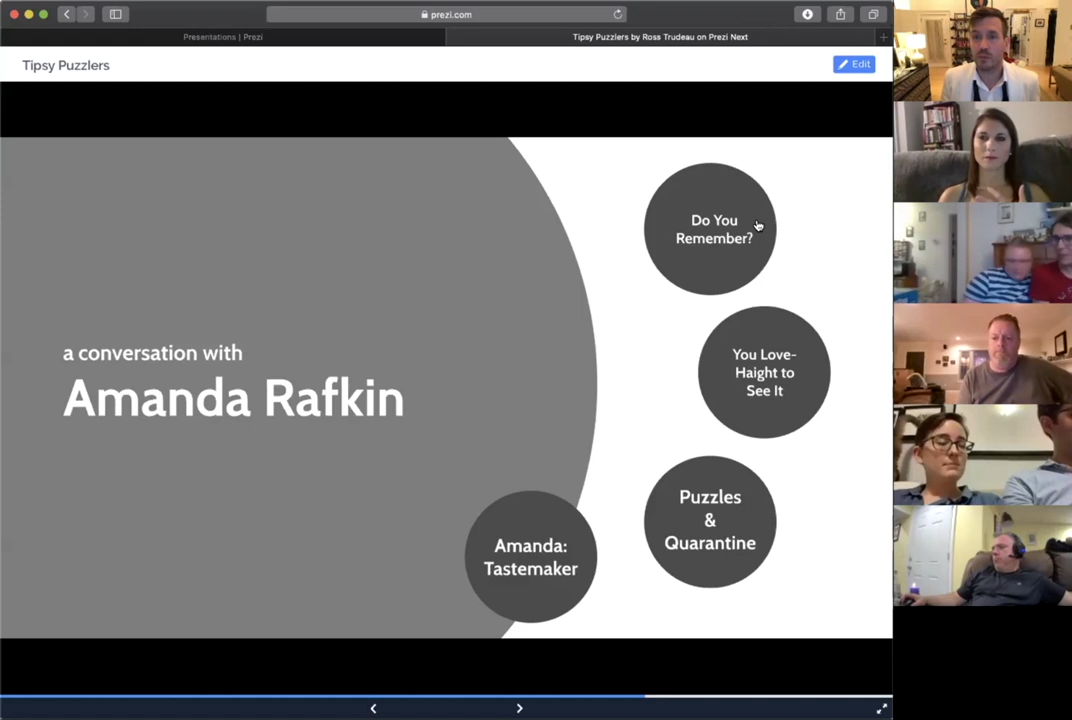 prezi.com
Presentations | Prezi
Tipsy Puzzlers by Ross Trudeau on Prezi Next
Tipsy Puzzlers
Edit
a conversation with
Amanda Rafkin
Do You
Remember?
You Love-
Haight to
See It
Puzzles
&
Quarantine
Amanda:
Tastemaker